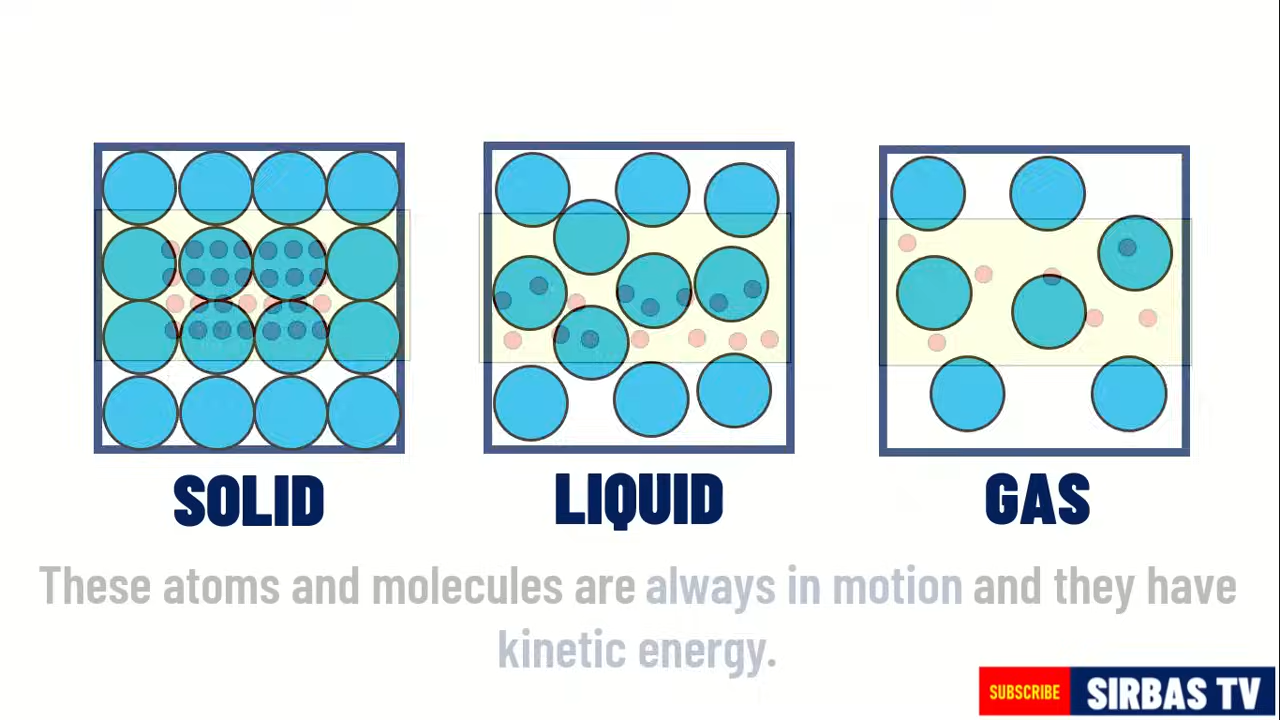 SOLID
LIQUID
GAS
These atoms and molecules are always in motion and they have
kinetic energy.
SUBSCRIBE
SIRBAS TV